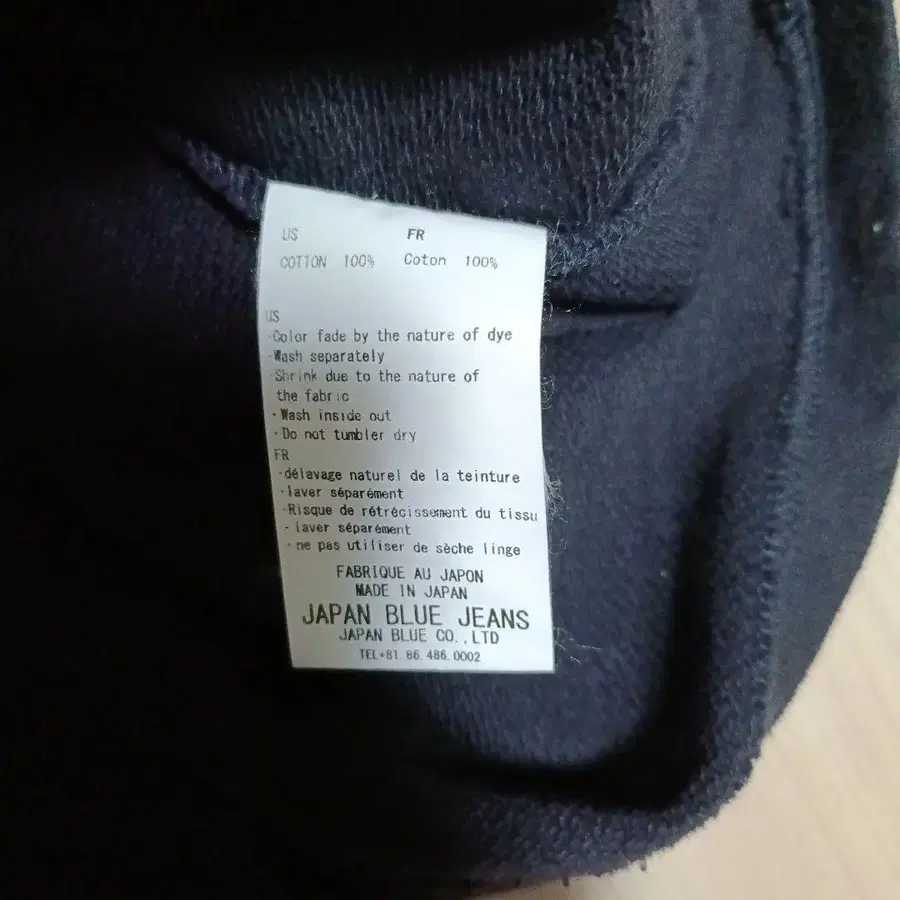 US FR
COTTON 100% Coton 100%
US
·Color fade by the nature of dye
·Wash separately
·Shrink due to the nature of
the fabric
·Wash inside out
·Do not tumbler dry
FR
·délavage naturel de la teinture
·laver séparément
·Risque de rétrécissement du tissu
·laver séparément
·ne pas utiliser de sèche linge
FABRIQUE AU JAPON
MADE IN JAPAN
JAPAN BLUE JEANS
JAPAN BLUE CO.,LTD
TEL+81.86.486.0002